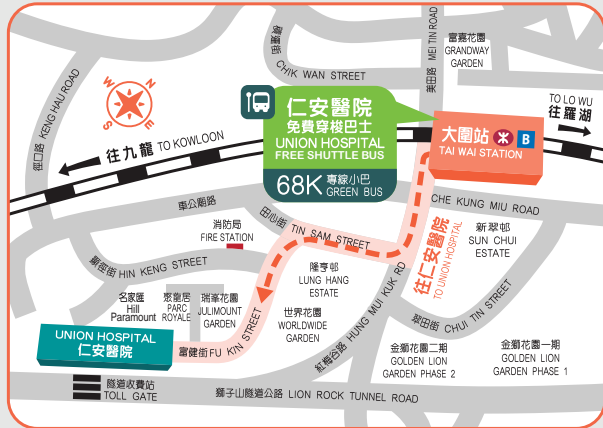 積運街
CHIK WAN STREET
美田路 MEI TIN ROAD
富嘉花園
GRANDWAY
GARDEN
徑口路 KENG HAU ROAD
N
W
E
S
仁安醫院
免費穿梭巴士
UNION HOSPITAL
FREE SHUTTLE BUS
68K 專線小巴
GREEN BUS
TO LO WU
往羅湖
大圍站 B
TAI WAI STATION
往九龍 TO KOWLOON
車公廟路
CHE KUNG MIU ROAD
消防局
FIRE STATION
田心街 TIN SAM STREET
往仁安醫院
TO UNION HOSPITAL
新翠邨
SUN CHUI
ESTATE
顯徑街 HIN KENG STREET
隆亨邨
LUNG HANG
ESTATE
紅梅谷路 HUNG MUI KUK RD
翠田街 CHUI TIN STREET
名家匯
Hill
Paramount
聚龍居
PARC
ROYALE
瑞峯花園
JULIMOUNT
GARDEN
世界花園
WORLDWIDE
GARDEN
UNION HOSPITAL
仁安醫院
富健街 FU KIN STREET
金獅花園二期
GOLDEN LION
GARDEN PHASE 2
金獅花園一期
GOLDEN LION
GARDEN PHASE 1
隧道收費站
TOLL GATE
獅子山隧道公路 LION ROCK TUNNEL ROAD